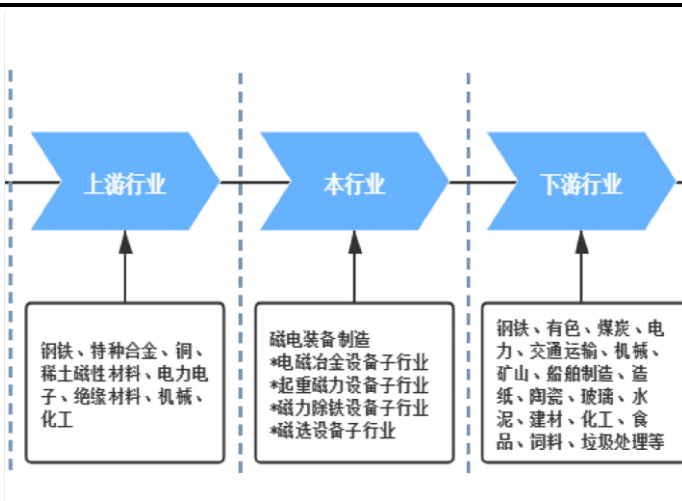 上游行业
本行业
下游行业
钢铁、特种合金、铜、
稀土磁性材料、电力电
子、绝缘材料、机械、
化工
磁电装备制造
*电磁冶金设备子行业
*起重磁力设备子行业
*磁力除铁设备子行业
*磁选设备子行业
钢铁、有色、煤炭、电
力、交通运输、机械、
矿山、船舶制造、造
纸、陶瓷、玻璃、水
泥、建材、化工、食
品、饲料、垃圾处理等